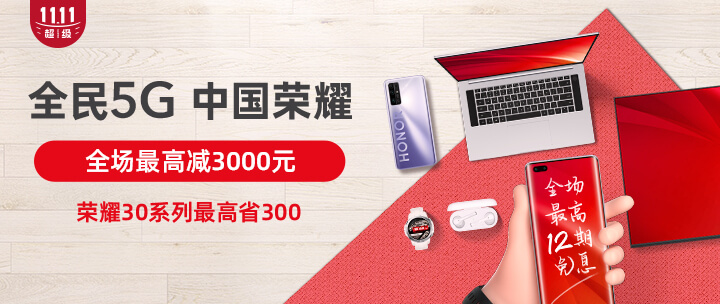 11.11
超级
全民5G 中国荣耀
全场最高减3000元
荣耀30系列最高省300
HONOR
全场
最高
12期
免息